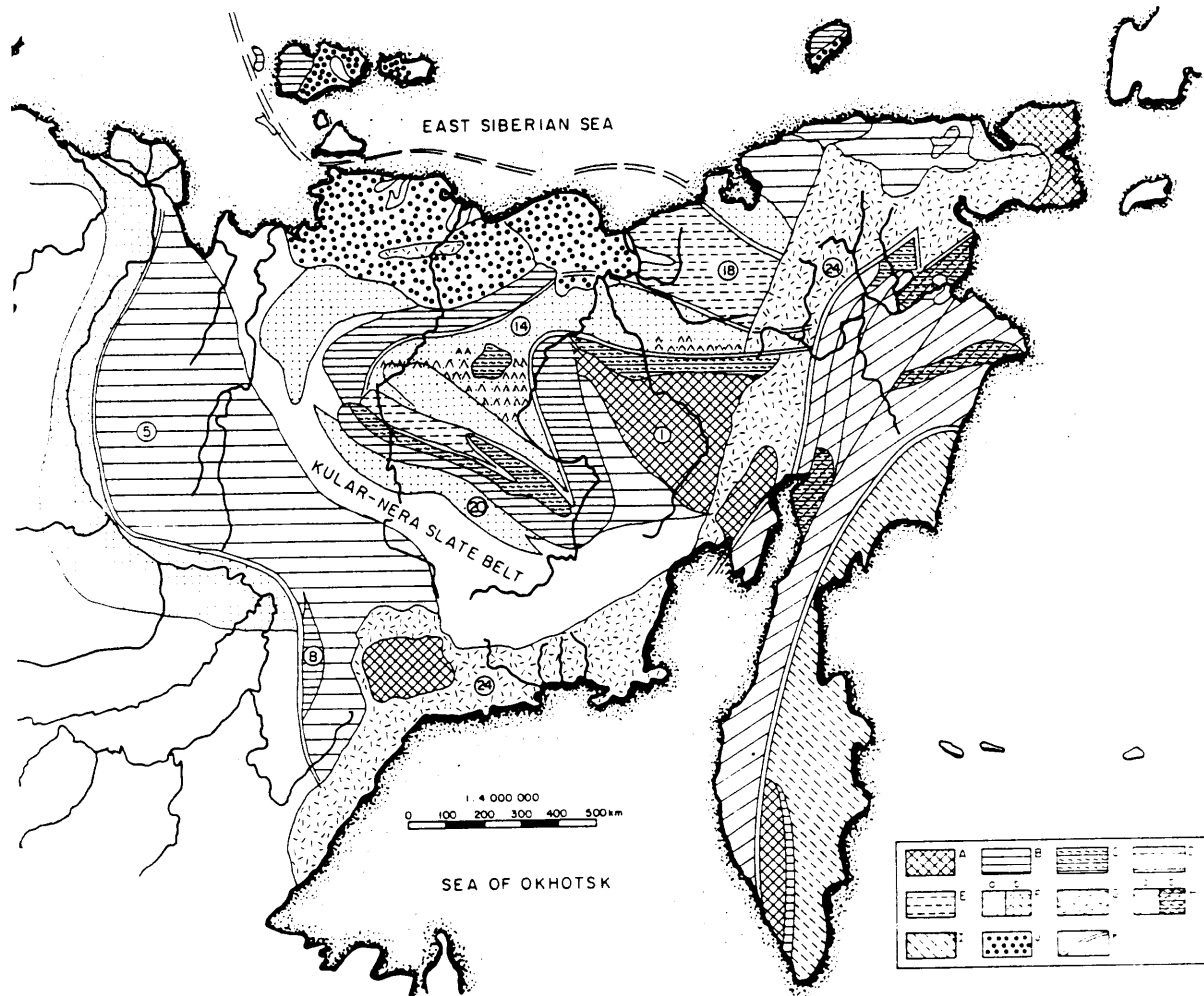 EAST SIBERIAN SEA
18
24
14
1
5
KULAR-NERA SLATE BELT
20
8
24
1:4 000 000
0 100 200 300 400 500 km
SEA OF OKHOTSK
A B
E F
J